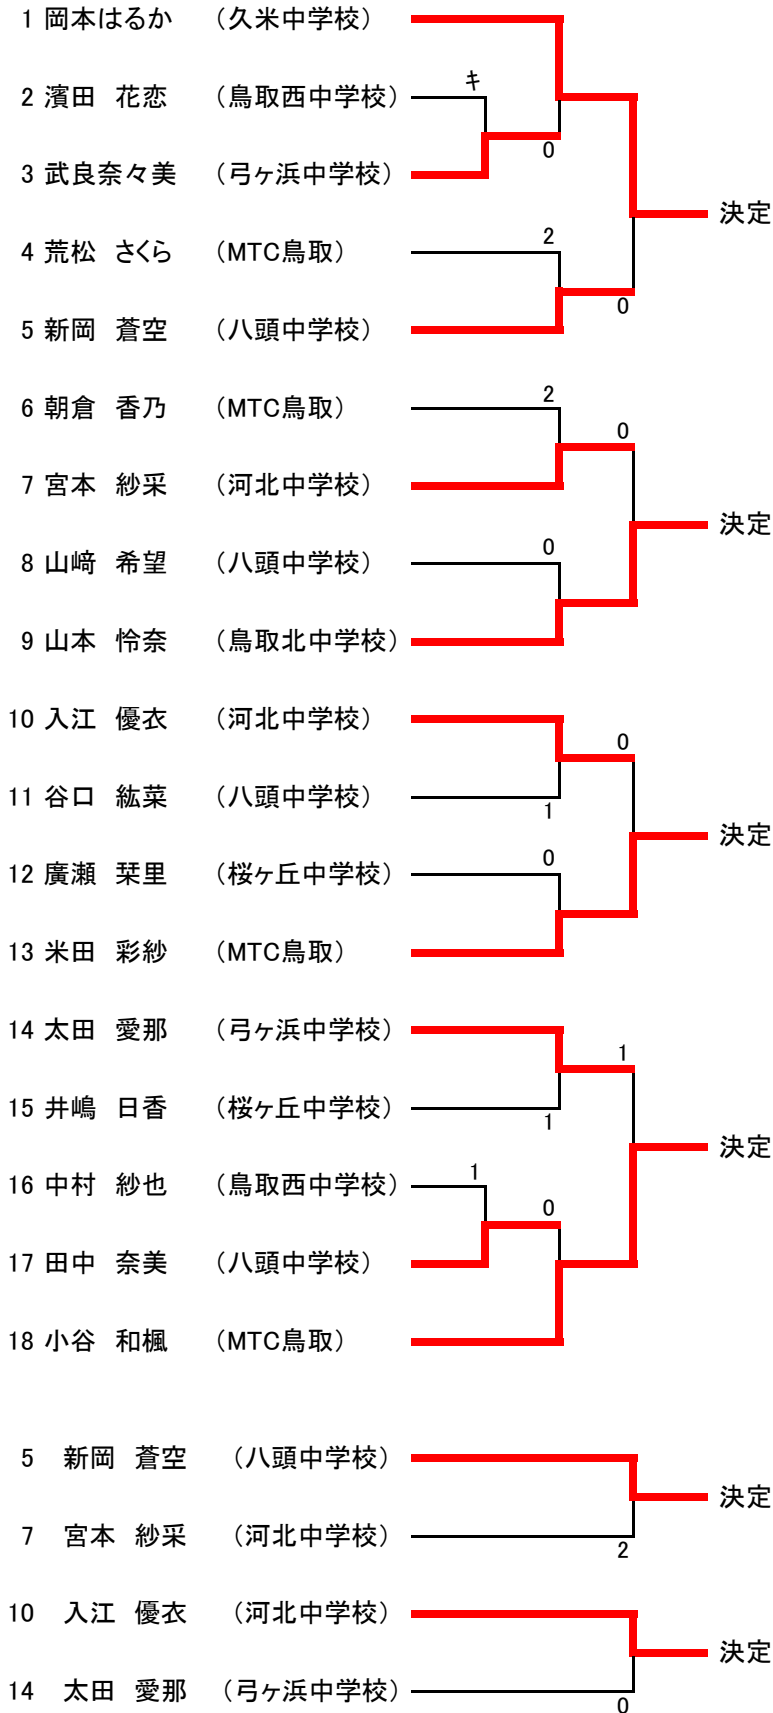 1 岡本はるか （久米中学校）
キ
2 濱田 花恋 （鳥取西中学校）
0
3 武良奈々美 （弓ヶ浜中学校）
決定
2
4 荒松 さくら （MTC鳥取）
0
5 新岡 蒼空 （八頭中学校）
2
6 朝倉 香乃 （MTC鳥取）
0
7 宮本 紗采 （河北中学校）
決定
0
8 山﨑 希望 （八頭中学校）
9 山本 怜奈 （鳥取北中学校）
10 入江 優衣 （河北中学校）
0
11 谷口 紘菜 （八頭中学校）
1
決定
0
12 廣瀬 栞里 （桜ヶ丘中学校）
13 米田 彩紗 （MTC鳥取）
14 太田 愛那 （弓ヶ浜中学校）
1
15 井嶋 日香 （桜ヶ丘中学校）
1
決定
1
16 中村 紗也 （鳥取西中学校）
0
17 田中 奈美 （八頭中学校）
18 小谷 和楓 （MTC鳥取）
5 新岡 蒼空 （八頭中学校）
決定
7 宮本 紗采 （河北中学校）
2
10 入江 優衣 （河北中学校）
決定
14 太田 愛那 （弓ヶ浜中学校）
0